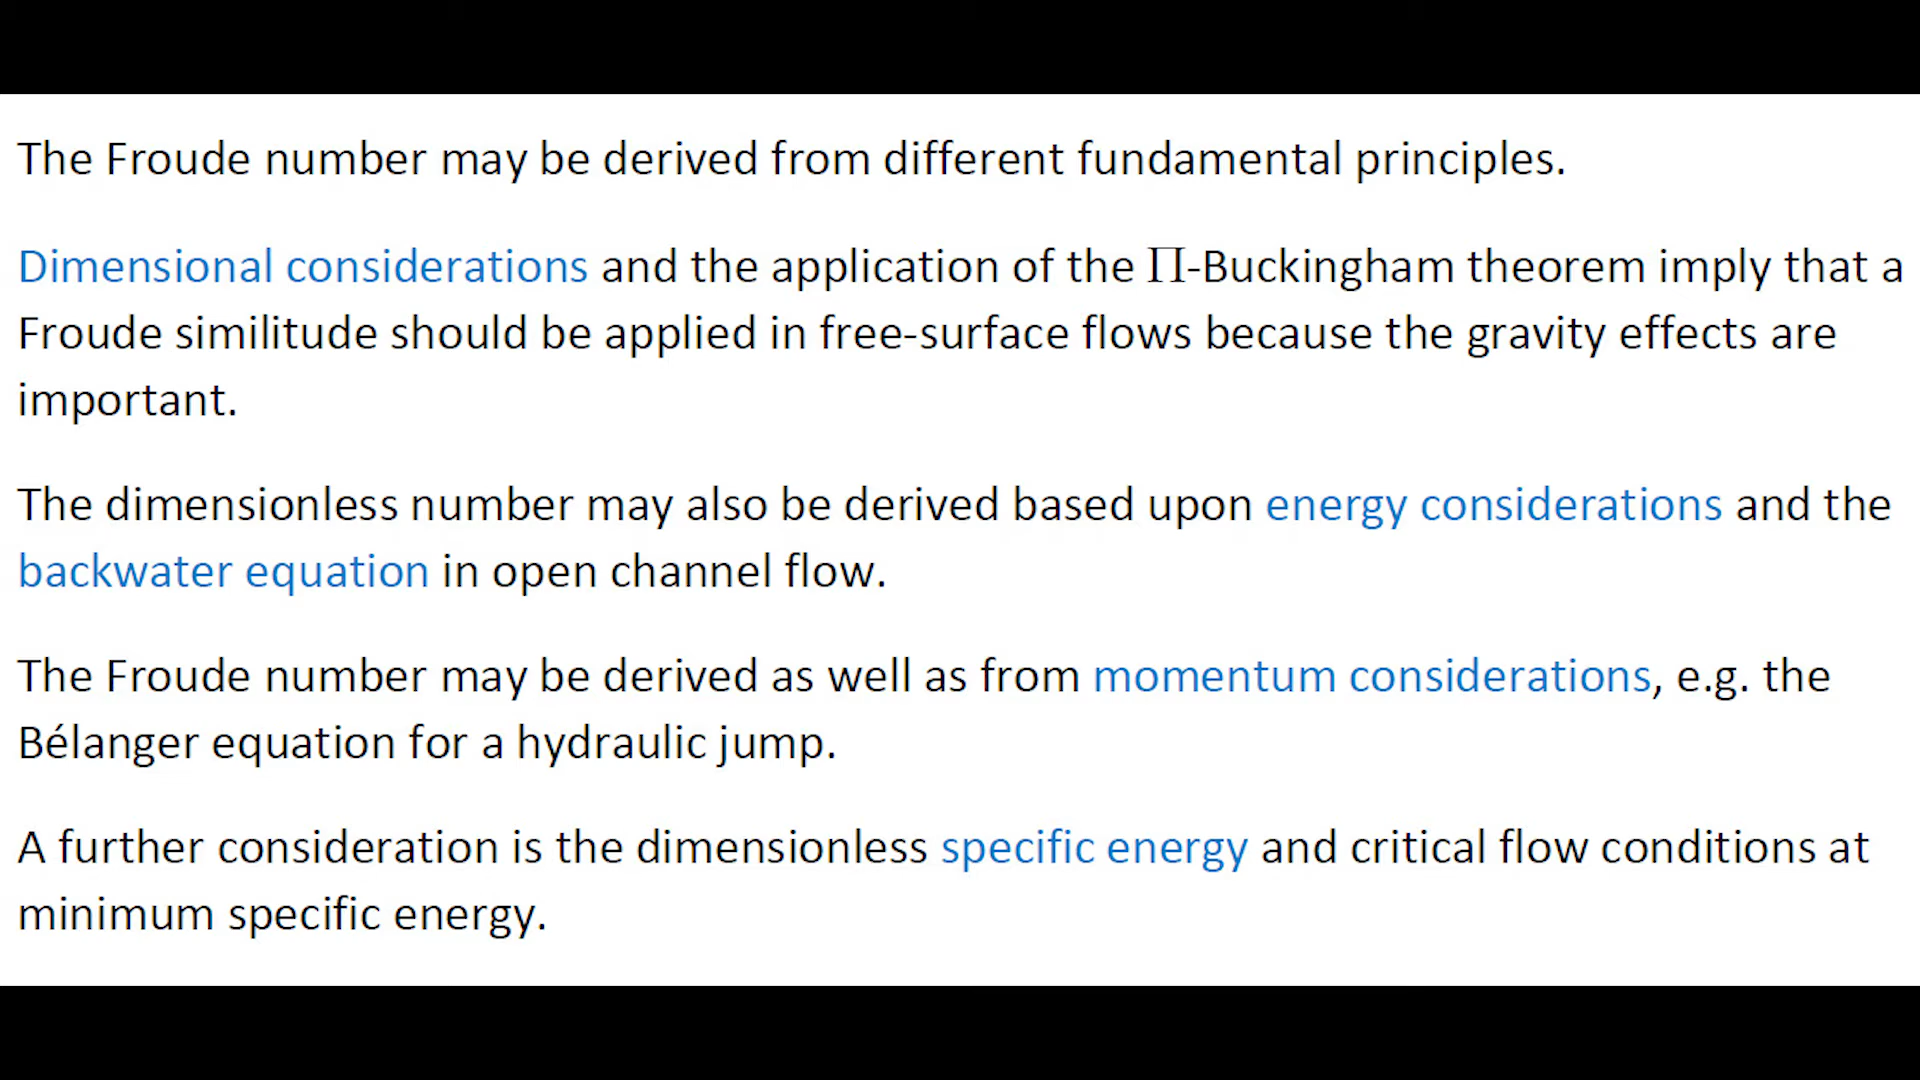 The Froude number may be derived from different fundamental principles.
Dimensional considerations and the application of the Π-Buckingham theorem imply that a
Froude similitude should be applied in free-surface flows because the gravity effects are
important.
The dimensionless number may also be derived based upon energy considerations and the
backwater equation in open channel flow.
The Froude number may be derived as well as from momentum considerations, e.g. the
Bélanger equation for a hydraulic jump.
A further consideration is the dimensionless specific energy and critical flow conditions at
minimum specific energy.